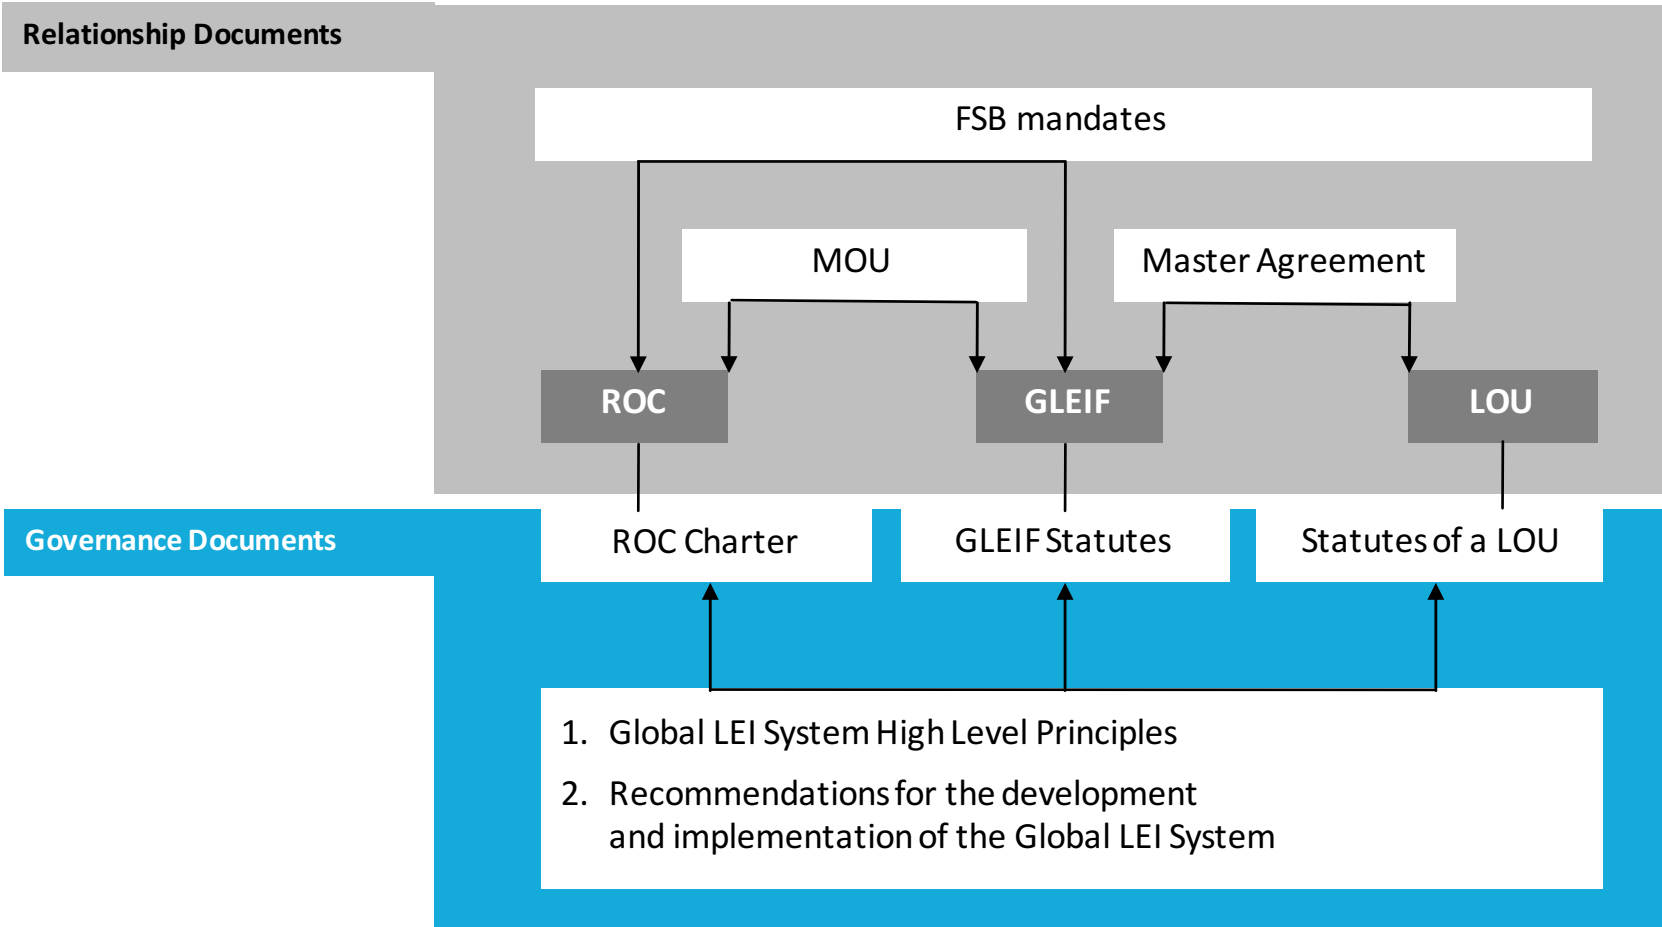 Relationship Documents
FSB mandates
MOU
Master Agreement
ROC
GLEIF
LOU
Governance Documents
ROC Charter
GLEIF Statutes
Statutes of a LOU
1. Global LEI System High Level Principles
2. Recommendations for the development
and implementation of the Global LEI System